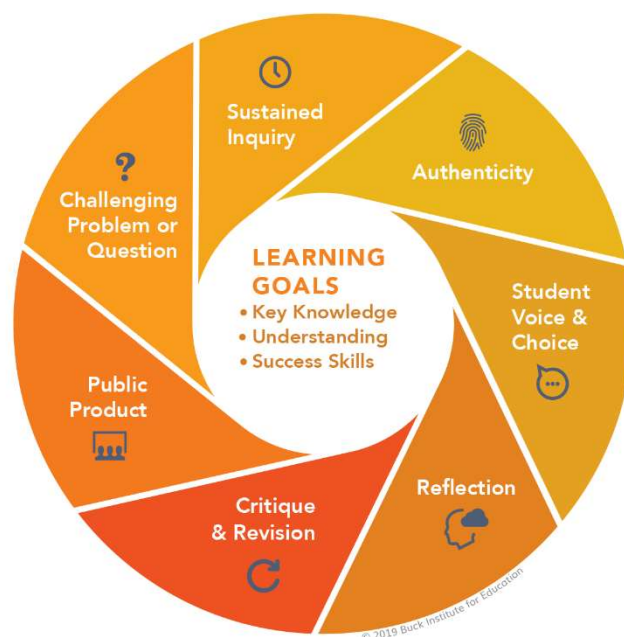 Challenging
Problem or
Question
?
Sustained
Inquiry
Authenticity
Student
Voice &
Choice
Reflection
Critique
& Revision
Public
Product
LEARNING
GOALS
• Key Knowledge
• Understanding
• Success Skills
© 2019 Buck Institute for Education